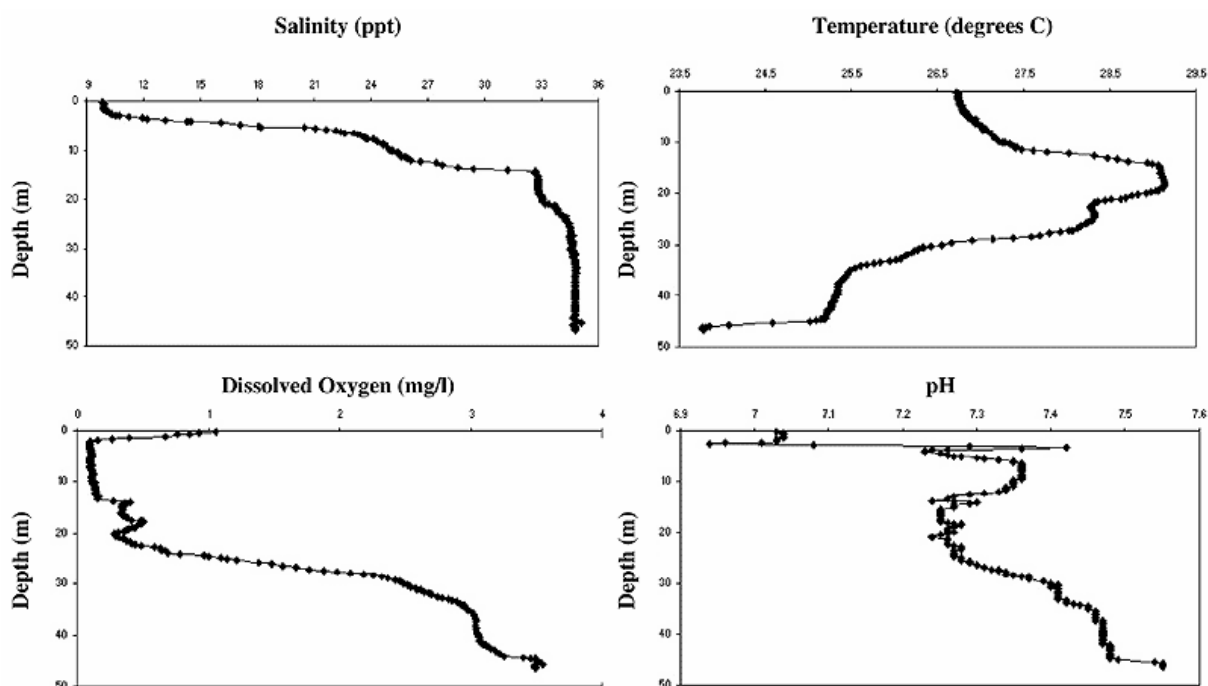 Salinity (ppt)
9 12 15 18 21 24 27 30 33 36
0
10
20
30
40
50
Depth (m)
Temperature (degrees C)
23.5 24.5 25.5 26.5 27.5 28.5 29.5
0
10
20
30
40
50
Depth (m)
Dissolved Oxygen (mg/l)
0 1 2 3 4
0
10
20
30
40
50
Depth (m)
pH
6.9 7 7.1 7.2 7.3 7.4 7.5 7.6
0
10
20
30
40
50
Depth (m)